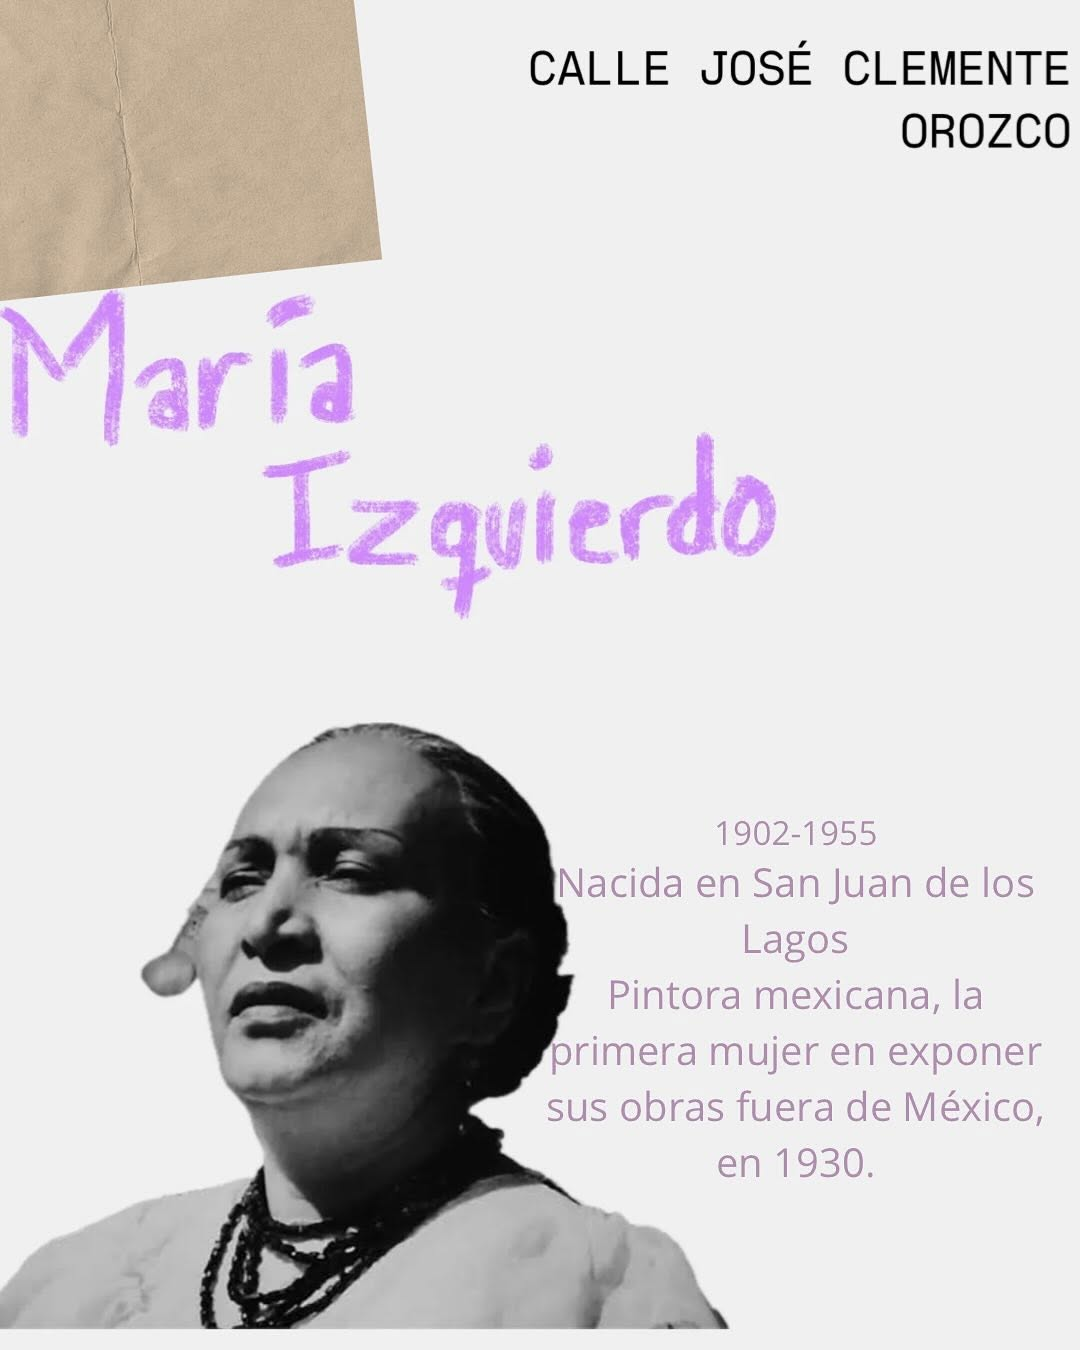 CALLE JOSÉ CLEMENTE
OROZCO
María
Izquierdo
1902-1955
Nacida en San Juan de los
Lagos
Pintora mexicana, la
primera mujer en exponer
sus obras fuera de México,
en 1930.